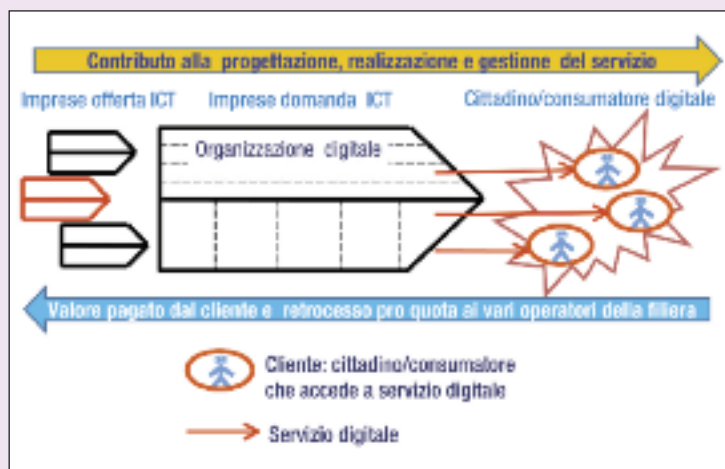 Contributo alla progettazione, realizzazione e gestione del servizio
Imprese offerta ICT
Imprese domanda ICT
Cittadino/consumatore digitale
Organizzazione digitale
Valore pagato dal cliente e retrocesso pro quota ai vari operatori della filiera
Cliente: cittadino/consumatore
che accede a servizio digitale
Servizio digitale